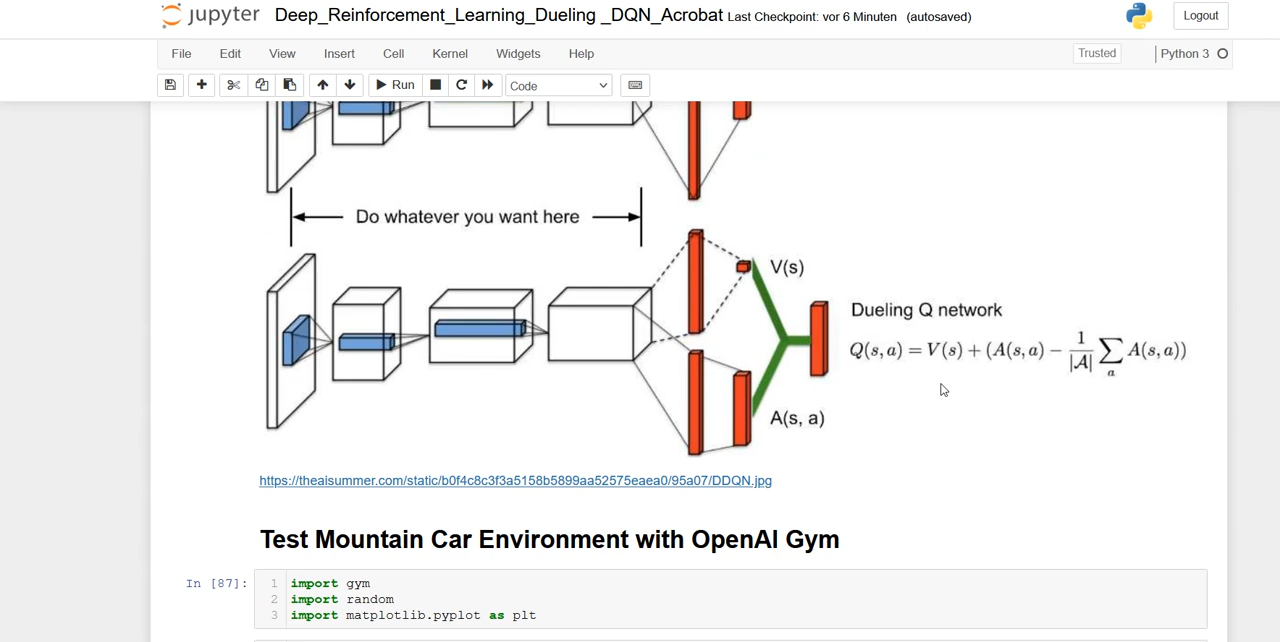 jupyter Deep_Reinforcement_Learning_Dueling _DQN_Acrobat Last Checkpoint: vor 6 Minuten (autosaved)
Logout
File Edit View Insert Cell Kernel Widgets Help
Trusted Python 3
Run Code
Do whatever you want here
V(s)
Dueling Q network
Q(s, a) = V(s) + (A(s, a) − 1/|A| ∑a A(s, a))
A(s, a)
https://theaisummer.com/static/b0f4c8c3f3a5158b5899aa52575eaea0/95a07/DDQN.jpg
Test Mountain Car Environment with OpenAI Gym
In [87]:
1 import gym
2 import random
3 import matplotlib.pyplot as plt